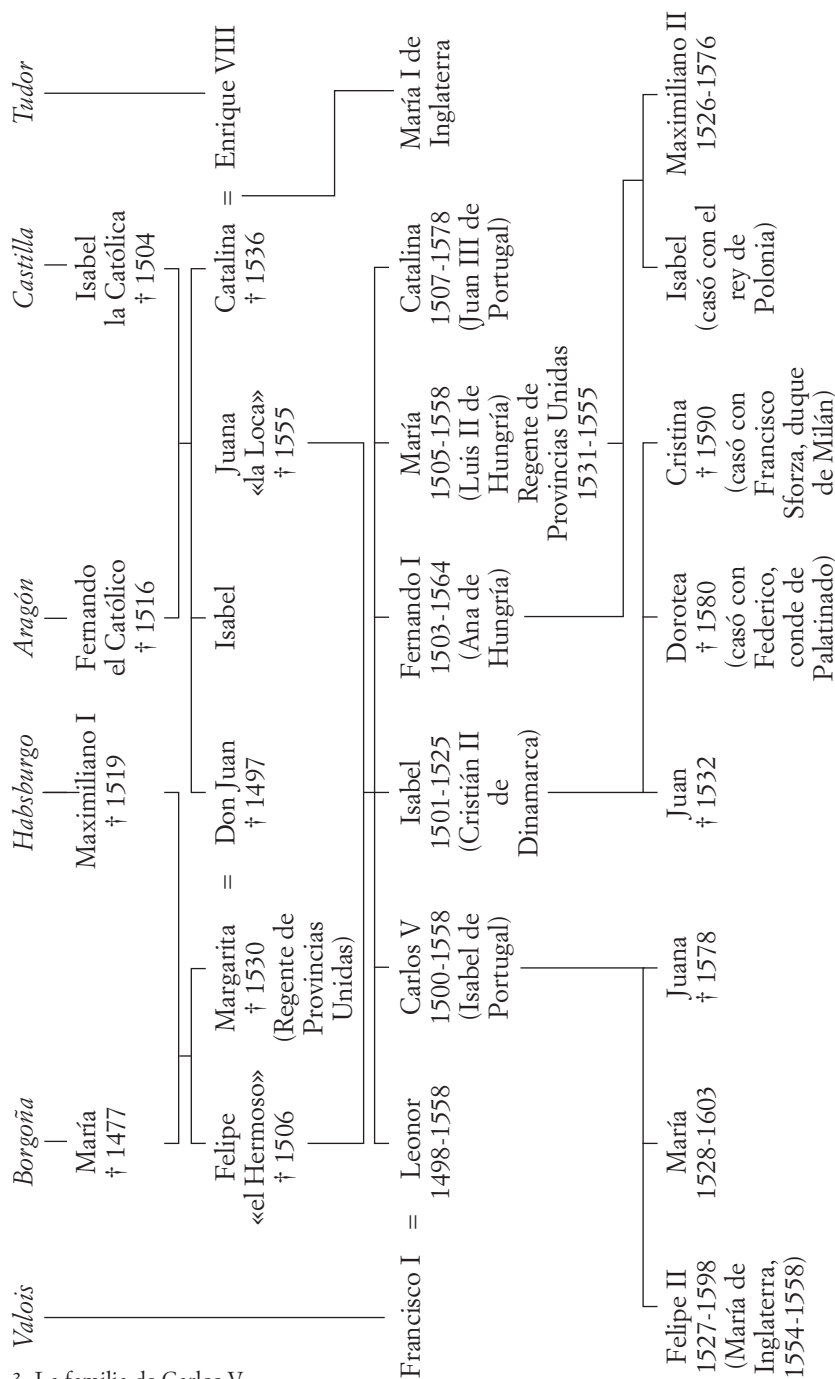 Valois
Borgoña
Habsburgo
Aragón
Castilla
Tudor
María
† 1477
Maximiliano I
† 1519
Fernando
el Católico
† 1516
Isabel
la Católica
† 1504
Felipe
«el Hermoso»
† 1506
Margarita
† 1530
(Regente de
Provincias
Unidas)
=
Don Juan
† 1497
Isabel
Juana
«la Loca»
† 1555
Catalina
† 1536
=
Enrique VIII
Francisco I
=
Leonor
1498-1558
Carlos V
1500-1558
(Isabel de
Portugal)
Isabel
1501-1525
(Cristián II
de
Dinamarca)
Fernando I
1503-1564
(Ana de
Hungría)
María
1505-1558
(Luis II de
Hungría)
Regente de
Provincias Unidas
1531-1555
Catalina
1507-1578
(Juan III de
Portugal)
María I de
Inglaterra
Felipe II
1527-1598
(María de
Inglaterra,
1554-1558)
María
1528-1603
Juana
† 1578
Juan
† 1532
Dorotea
† 1580
(casó con
Federico,
conde de
Palatinado)
Cristina
† 1590
(casó con
Francisco
Sforza, duque
de Milán)
Isabel
(casó con el
rey de
Polonia)
Maximiliano II
1526-1576